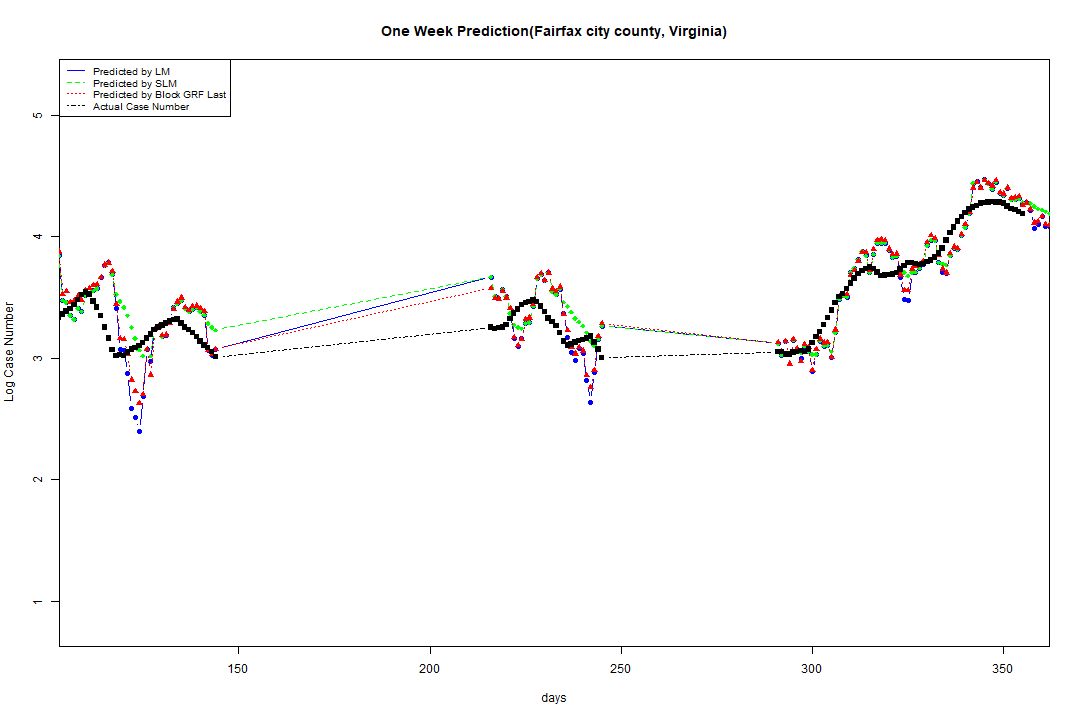 One Week Prediction(Fairfax city county, Virginia)
Predicted by LM
Predicted by SLM
Predicted by Block GRF Last
Actual Case Number
5
4
3
2
1
Log Case Number
150 200 250 300 350
days